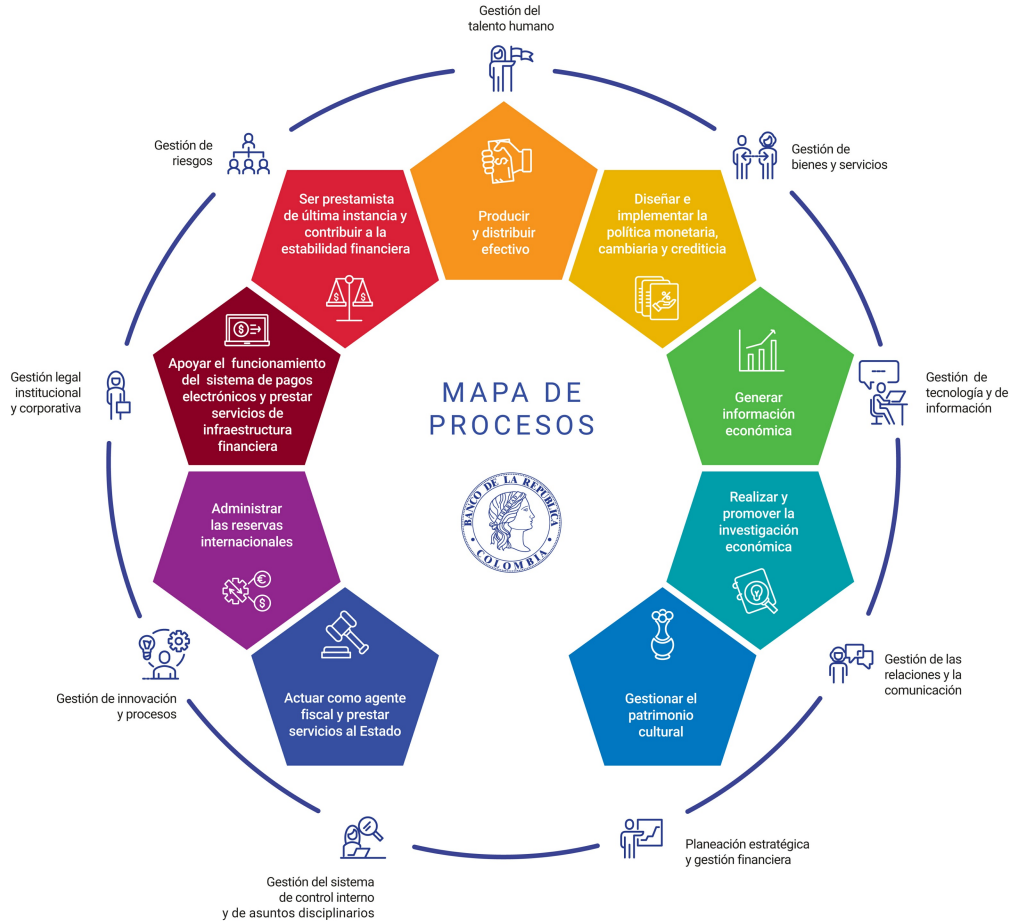 Gestión del
talento humano
Gestión de
riesgos
Gestión de
bienes y servicios
Ser prestamista
de última instancia y
contribuir a la
estabilidad financiera
Producir
y distribuir
efectivo
Diseñar e
implementar la
política monetaria,
cambiaria y crediticia
Apoyar el funcionamiento
del sistema de pagos
electrónicos y prestar
servicios de
infraestructura
financiera
MAPA DE
PROCESOS
Generar
información
económica
Gestión legal
institucional
y corporativa
Gestión de
tecnología y de
información
Administrar
las reservas
internacionales
BANCO DE LA REPUBLICA
COLOMBIA
Realizar y
promover la
investigación
económica
Gestión de innovación
y procesos
Actuar como agente
fiscal y prestar
servicios al Estado
Gestionar el
patrimonio
cultural
Gestión de las
relaciones y la
comunicación
Gestión del sistema
de control interno
y de asuntos disciplinarios
Planeación estratégica
y gestión financiera